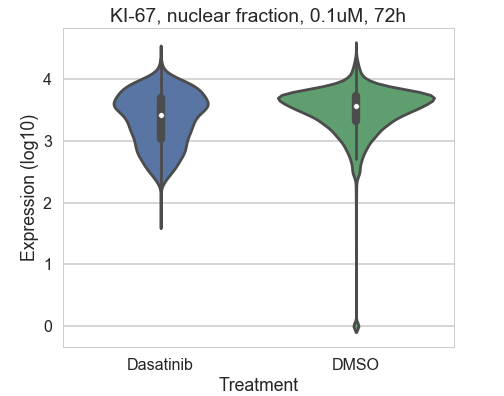 KI-67, nuclear fraction, 0.1uM, 72h
Expression (log10)
4
3
2
1
0
Dasatinib DMSO
Treatment